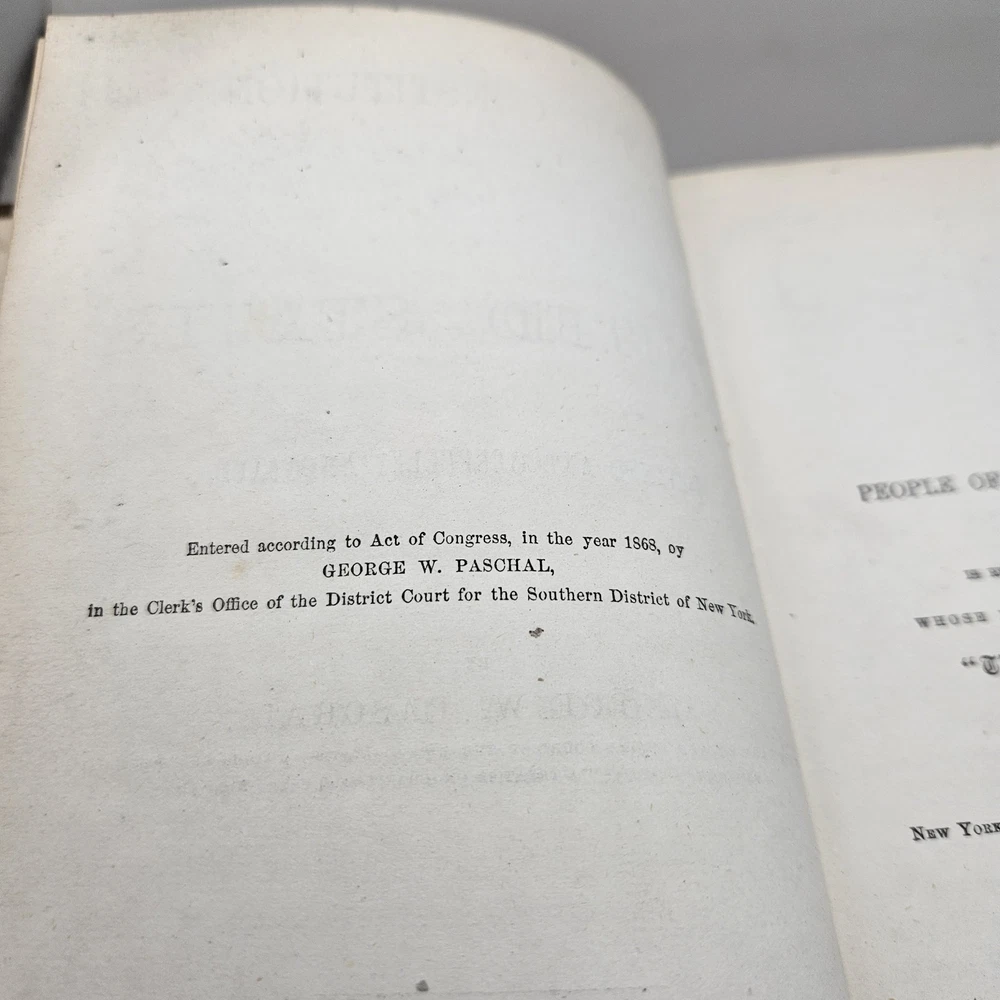 Entered according to Act of Congress, in the year 1868, oy
GEORGE W. PASCHAL,
in the Clerk's Office of the District Court for the Southern District of New York.
PEOPLE OF
WHOSE
NEW YORK